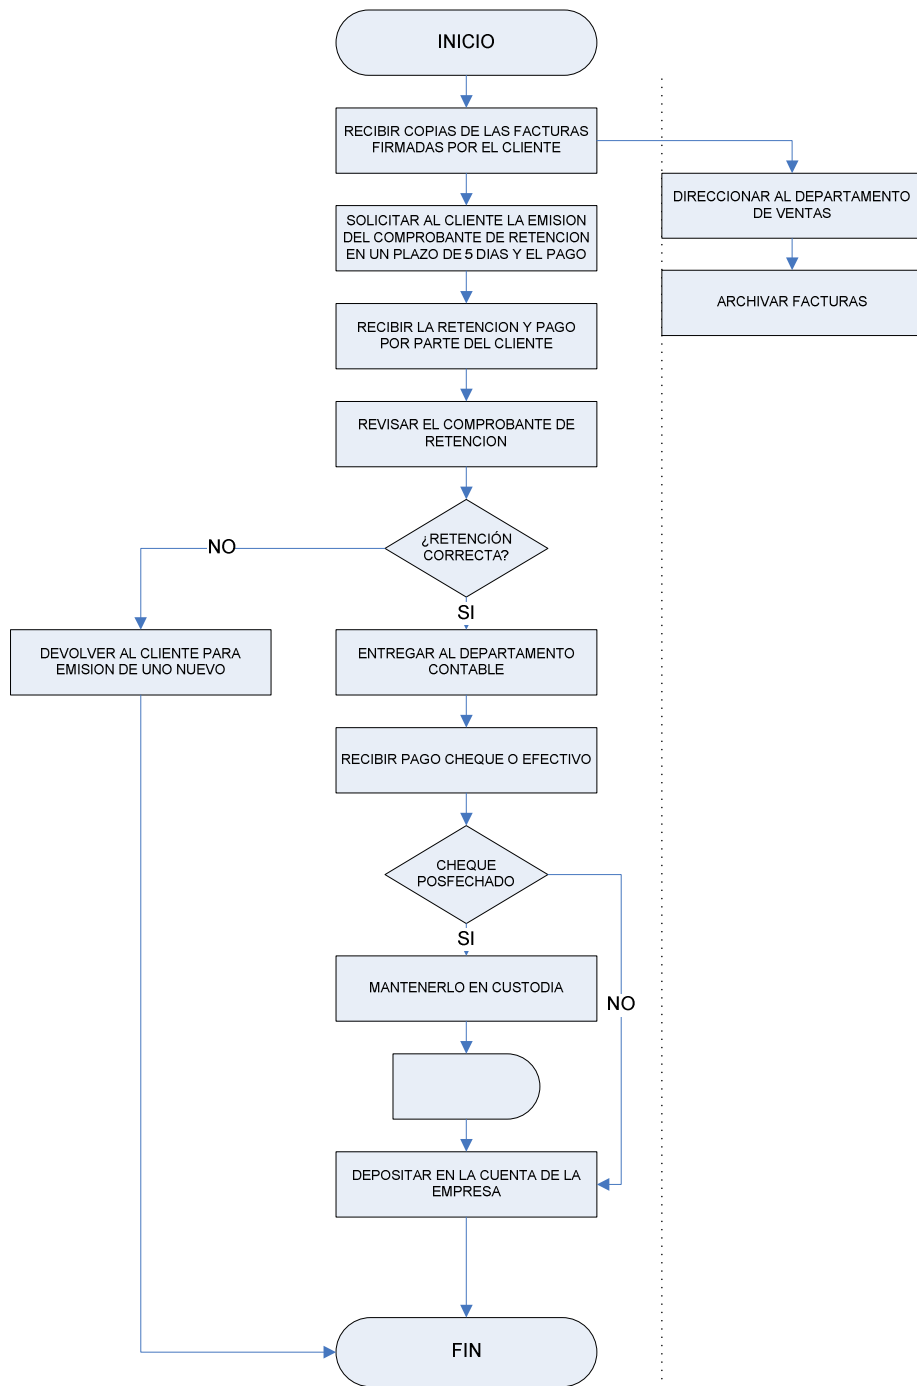 INICIO
RECIBIR COPIAS DE LAS FACTURAS
FIRMADAS POR EL CLIENTE
DIRECCIONAR AL DEPARTAMENTO
DE VENTAS
SOLICITAR AL CLIENTE LA EMISION
DEL COMPROBANTE DE RETENCION
EN UN PLAZO DE 5 DIAS Y EL PAGO
ARCHIVAR FACTURAS
RECIBIR LA RETENCION Y PAGO
POR PARTE DEL CLIENTE
REVISAR EL COMPROBANTE DE
RETENCION
¿RETENCIÓN
CORRECTA?
NO
SI
DEVOLVER AL CLIENTE PARA
EMISION DE UNO NUEVO
ENTREGAR AL DEPARTAMENTO
CONTABLE
RECIBIR PAGO CHEQUE O EFECTIVO
CHEQUE
POSFECHADO
SI
MANTENERLO EN CUSTODIA
NO
DEPOSITAR EN LA CUENTA DE LA
EMPRESA
FIN